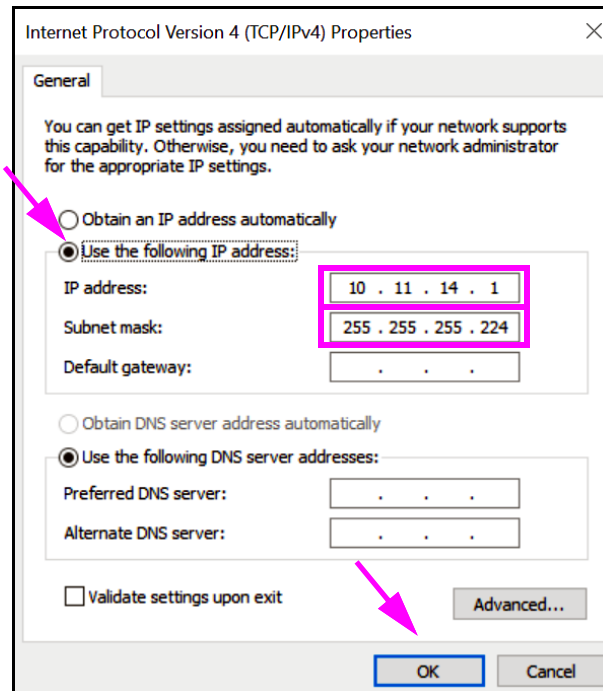 Internet Protocol Version 4 (TCP/IPv4) Properties
General
You can get IP settings assigned automatically if your network supports
this capability. Otherwise, you need to ask your network administrator
for the appropriate IP settings.
Obtain an IP address automatically
Use the following IP address:
IP address: 10 . 11 . 14 . 1
Subnet mask: 255 . 255 . 255 . 224
Default gateway: . . .
Obtain DNS server address automatically
Use the following DNS server addresses:
Preferred DNS server: . . .
Alternate DNS server: . . .
Validate settings upon exit
Advanced...
OK Cancel